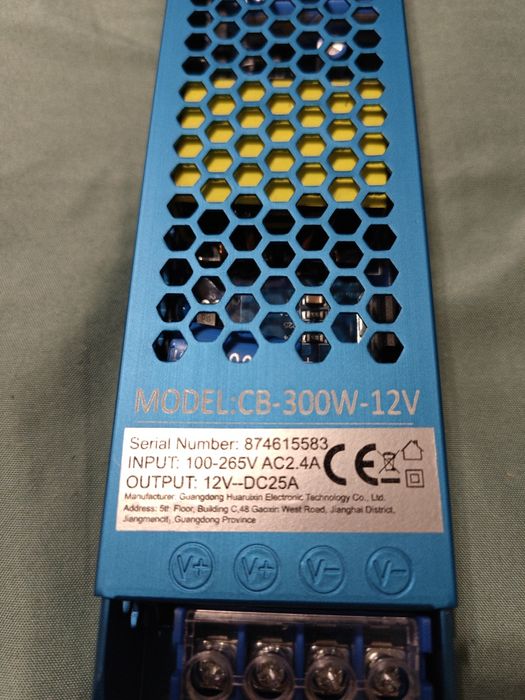 MODEL:CB-300W-12V
Serial Number: 874615583
INPUT: 100-265V AC2.4A
OUTPUT: 12V--DC25A
CE
Manufacturer: Guangdong Huaruixin Electronic Technology Co., Ltd.
Address: 5th Floor, Building C,48 Gaoxin West Road, Jianghai District,
Guangdong Province
V+ V+ V- V-